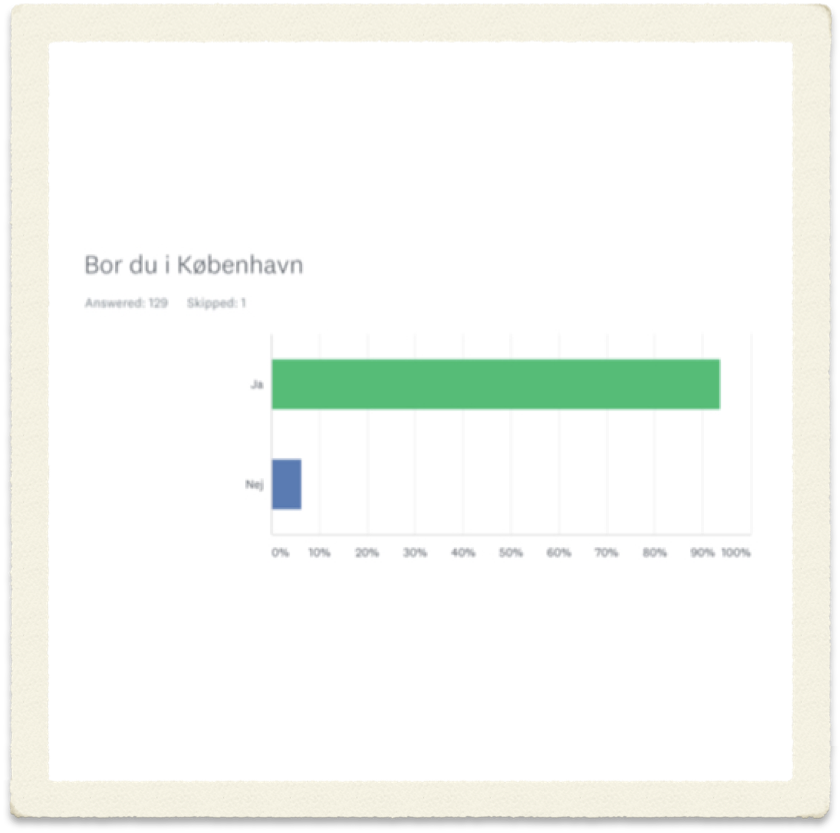 Bor du i København
Answered: 129 Skipped: 1
Ja
Nej
0% 10% 20% 30% 40% 50% 60% 70% 80% 90% 100%